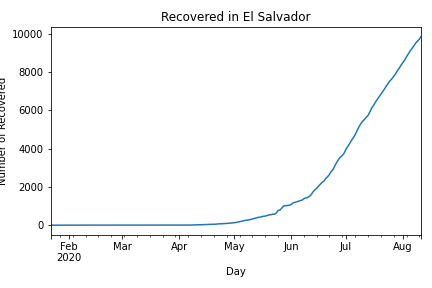 Recovered in El Salvador
10000
8000
6000
4000
2000
0
Number of Recovered
Feb Mar Apr May Jun Jul Aug
2020
Day